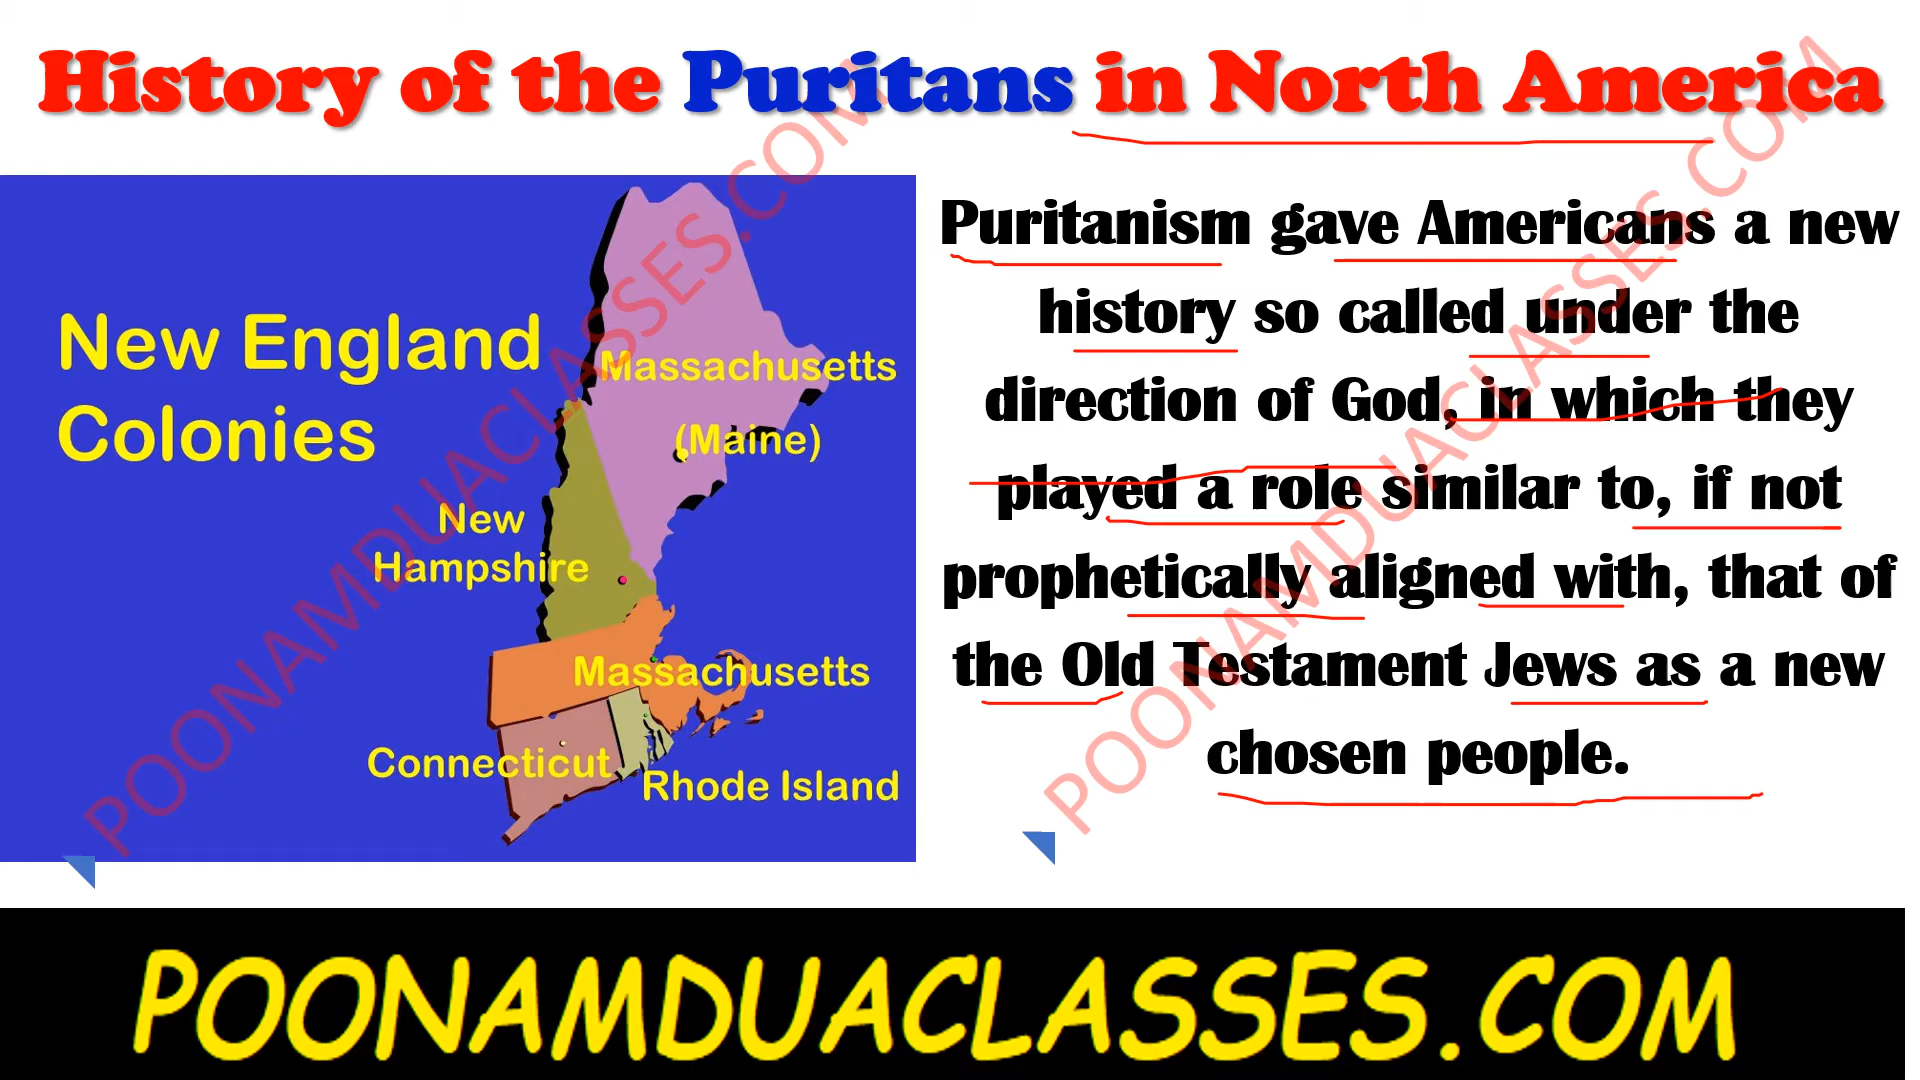 History of the Puritans in North America
New England
Colonies
Massachusetts
(Maine)
New
Hampshire
Massachusetts
Connecticut
Rhode Island
Puritanism gave Americans a new
history so called under the
direction of God, in which they
played a role similar to, if not
prophetically aligned with, that of
the Old Testament Jews as a new
chosen people.
POONAMDUACLASSES.COM
POONAMDUACLASSES.COM
POONAMDUACLASSES.COM